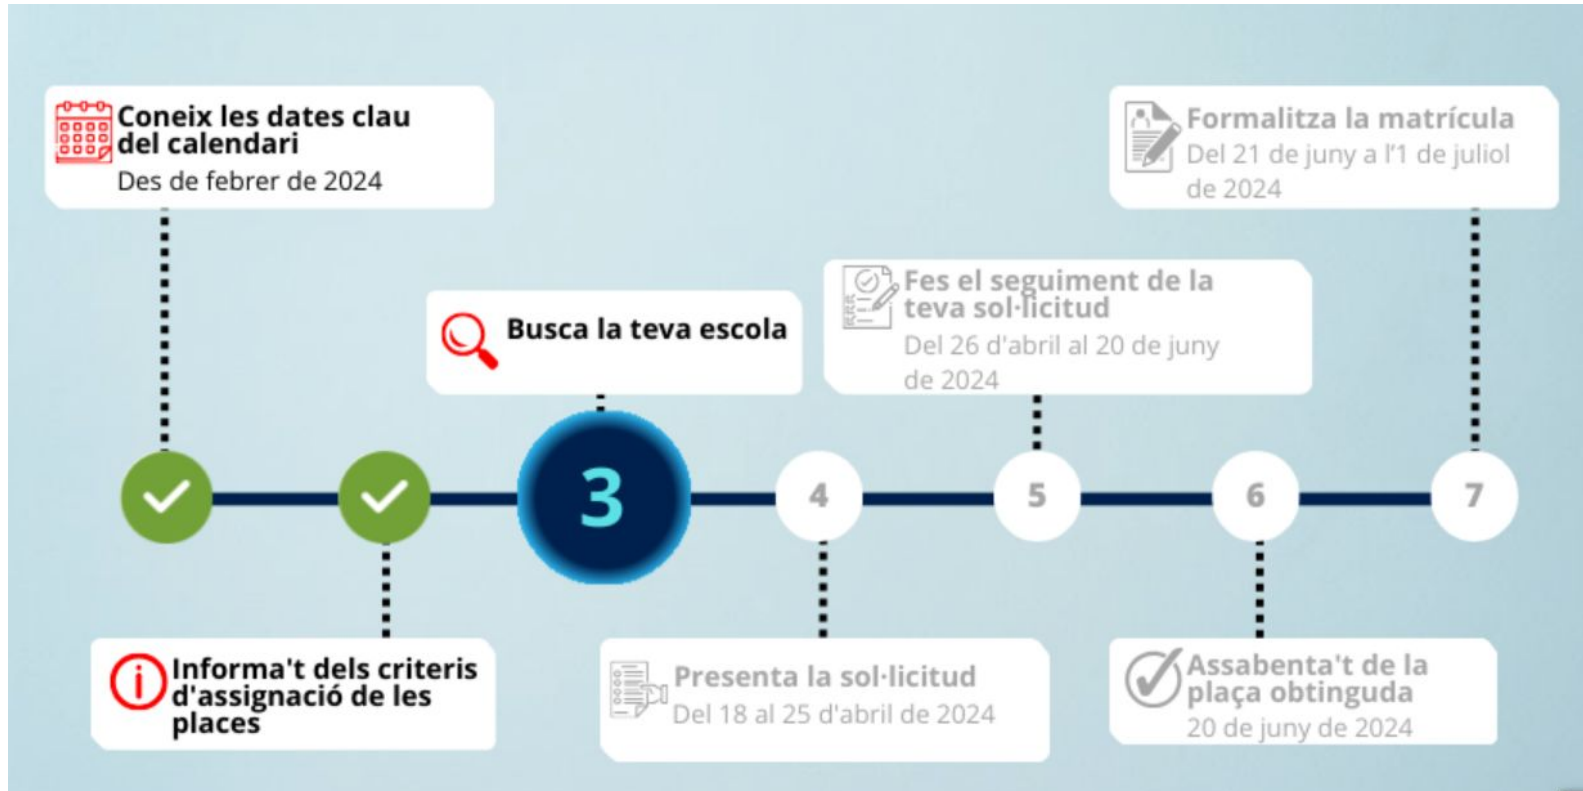 Coneix les dates clau
del calendari
Des de febrer de 2024
Formalitza la matrícula
Del 21 de juny a l'1 de juliol
de 2024
Busca la teva escola
Fes el seguiment de la
teva sol·licitud
Del 26 d'abril al 20 de juny
de 2024
3
4
5
6
7
Informa't dels criteris
d'assignació de les
places
Presenta la sol·licitud
Del 18 al 25 d'abril de 2024
Assabenta't de la
plaça obtinguda
20 de juny de 2024